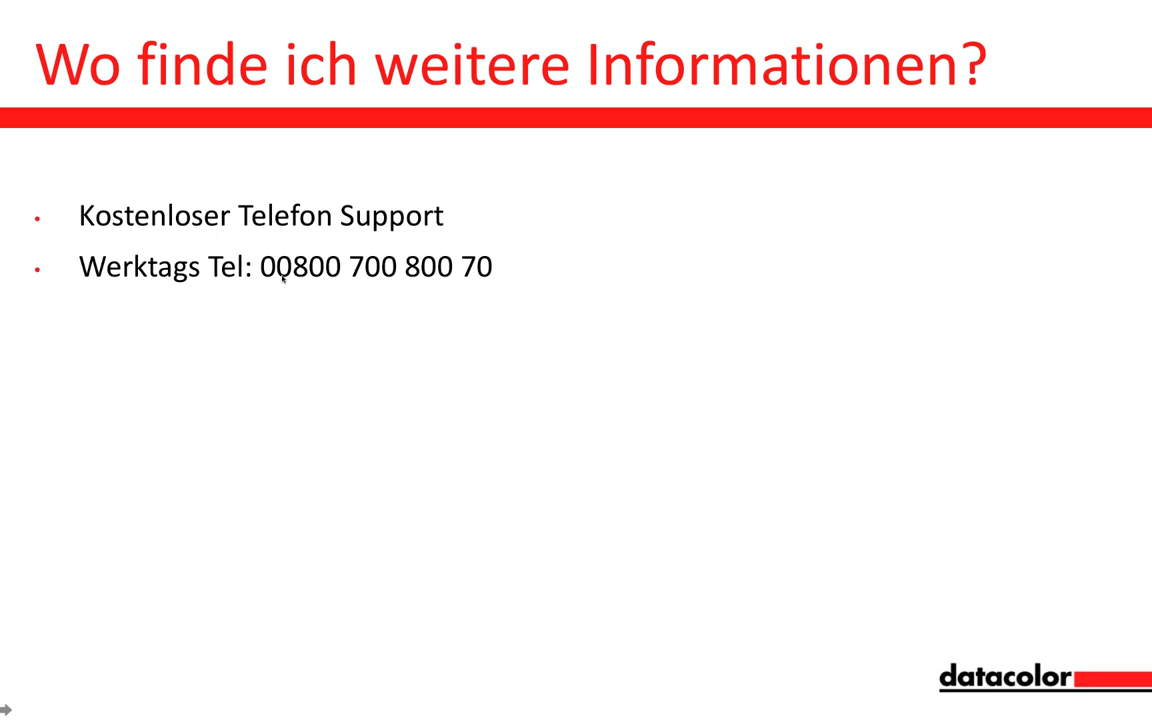 Wo finde ich weitere Informationen?
Kostenloser Telefon Support
Werktags Tel: 00800 700 800 70
datacolor